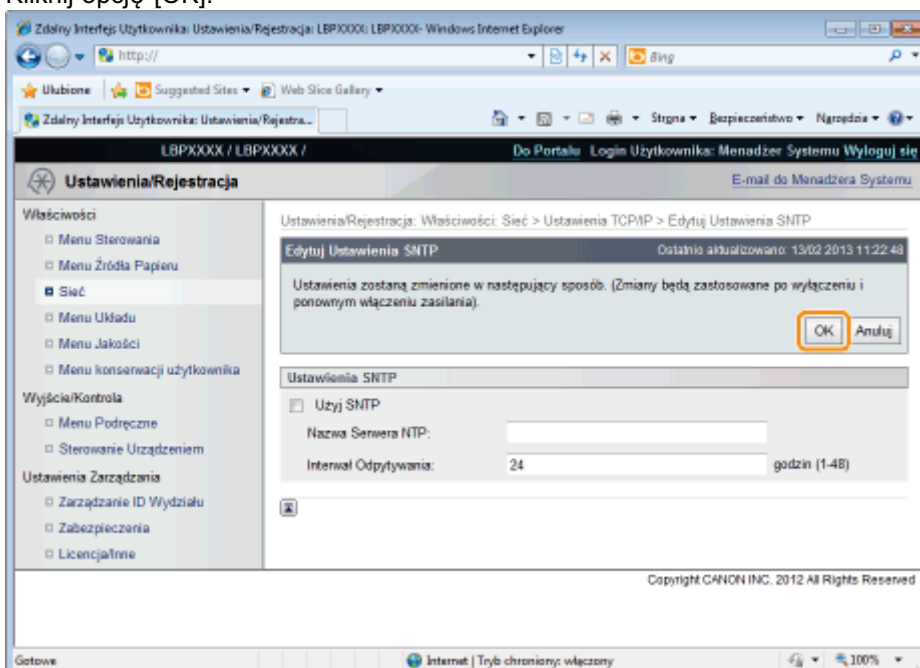 Kliknij opcję [OK].
Zdalny Interfejs Użytkownika: Ustawienia/Rejestracja: LBPXXXX: LBPXXXX - Windows Internet Explorer
http://
Bing
Ulubione Suggested Sites Web Slice Gallery
Zdalny Interfejs Użytkownika: Ustawienia/Rejestra... Strona Bezpieczeństwo Narzędzia
LBPXXXX / LBPXXXX / Do Portalu Login Użytkownika: Menadżer Systemu Wyloguj się
Ustawienia/Rejestracja E-mail do Menadżera Systemu
Właściwości
Menu Sterowania
Menu Źródła Papieru
Sieć
Menu Układu
Menu Jakości
Menu konserwacji użytkownika
Wyjście/Kontrola
Menu Podręczne
Sterowanie Urządzeniem
Ustawienia Zarządzania
Zarządzanie ID Wydziału
Zabezpieczenia
Licencja/Inne
Ustawienia/Rejestracja: Właściwości: Sieć > Ustawienia TCP/IP > Edytuj Ustawienia SNTP
Edytuj Ustawienia SNTP Ostatnio aktualizowano: 13/02 2013 11:22:48
Ustawienia zostaną zmienione w następujący sposób. (Zmiany będą zastosowane po wyłączeniu i
ponownym włączeniu zasilania).
OK Anuluj
Ustawienia SNTP
Użyj SNTP
Nazwa Serwera NTP:
Interwał Odpytywania: 24 godzin (1-48)
Copyright CANON INC. 2012 All Rights Reserved
Gotowe Internet | Tryb chroniony: włączony 100%